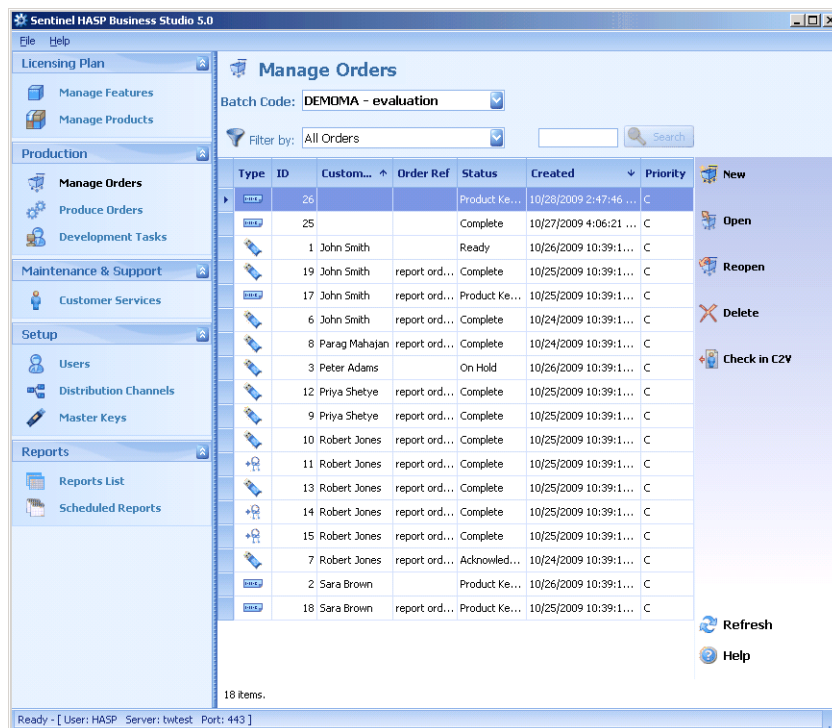 Sentinel HASP Business Studio 5.0
File Help
Licensing Plan
Manage Features
Manage Products
Production
Manage Orders
Produce Orders
Development Tasks
Maintenance & Support
Customer Services
Setup
Users
Distribution Channels
Master Keys
Reports
Reports List
Scheduled Reports
Manage Orders
Batch Code: DEMOMA - evaluation
Filter by: All Orders Search
Type ID Custom... Order Ref Status Created Priority
26 Product Ke... 10/28/2009 2:47:46 ... C
25 Complete 10/27/2009 4:06:21 ... C
1 John Smith Ready 10/26/2009 10:39:1... C
19 John Smith report ord... Complete 10/25/2009 10:39:1... C
17 John Smith report ord... Product Ke... 10/25/2009 10:39:1... C
6 John Smith report ord... Complete 10/24/2009 10:39:1... C
8 Parag Mahajan report ord... Complete 10/24/2009 10:39:1... C
3 Peter Adams On Hold 10/26/2009 10:39:1... C
12 Priya Shetye report ord... Complete 10/25/2009 10:39:1... C
9 Priya Shetye report ord... Complete 10/25/2009 10:39:1... C
10 Robert Jones report ord... Complete 10/25/2009 10:39:1... C
11 Robert Jones report ord... Complete 10/25/2009 10:39:1... C
13 Robert Jones report ord... Complete 10/25/2009 10:39:1... C
14 Robert Jones report ord... Complete 10/25/2009 10:39:1... C
15 Robert Jones report ord... Complete 10/25/2009 10:39:1... C
7 Robert Jones report ord... Acknowled... 10/24/2009 10:39:1... C
2 Sara Brown Product Ke... 10/26/2009 10:39:1... C
18 Sara Brown report ord... Product Ke... 10/25/2009 10:39:1... C
18 items.
New
Open
Reopen
Delete
Check in C2V
Refresh
Help
Ready - [ User: HASP Server: twtest Port: 443 ]